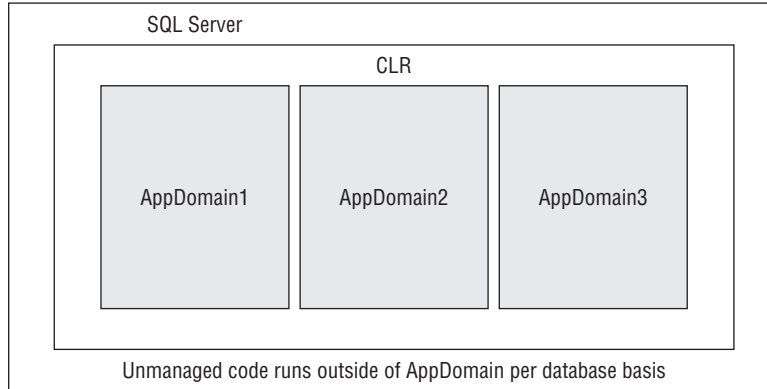 SQL Server
CLR
AppDomain1
AppDomain2
AppDomain3
Unmanaged code runs outside of AppDomain per database basis